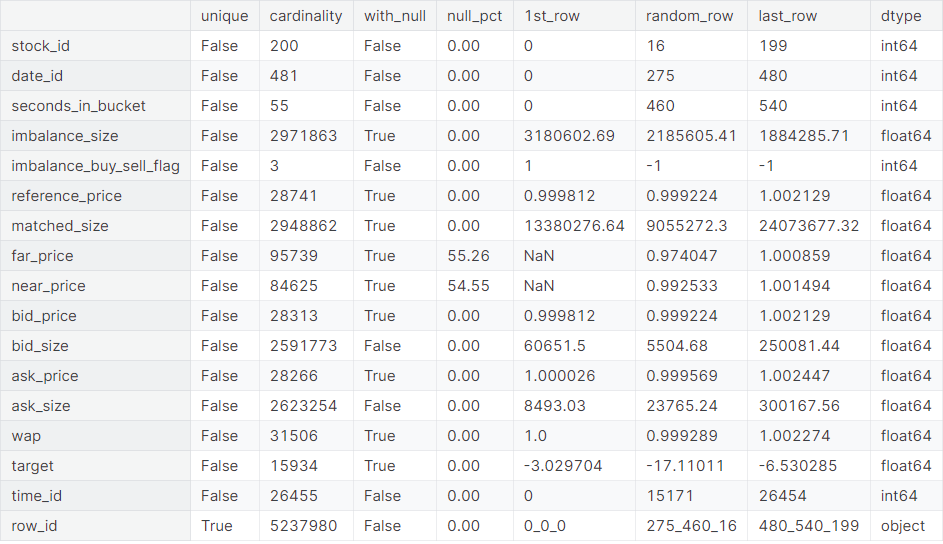 unique cardinality with_null null_pct 1st_row random_row last_row dtype
stock_id False 200 False 0.00 0 16 199 int64
date_id False 481 False 0.00 0 275 480 int64
seconds_in_bucket False 55 False 0.00 0 460 540 int64
imbalance_size False 2971863 True 0.00 3180602.69 2185605.41 1884285.71 float64
imbalance_buy_sell_flag False 3 False 0.00 1 -1 -1 int64
reference_price False 28741 True 0.00 0.999812 0.999224 1.002129 float64
matched_size False 2948862 True 0.00 13380276.64 9055272.3 24073677.32 float64
far_price False 95739 True 55.26 NaN 0.974047 1.000859 float64
near_price False 84625 True 54.55 NaN 0.992533 1.001494 float64
bid_price False 28313 True 0.00 0.999812 0.999224 1.002129 float64
bid_size False 2591773 False 0.00 60651.5 5504.68 250081.44 float64
ask_price False 28266 True 0.00 1.000026 0.999569 1.002447 float64
ask_size False 2623254 False 0.00 8493.03 23765.24 300167.56 float64
wap False 31506 True 0.00 1.0 0.999289 1.002274 float64
target False 15934 True 0.00 -3.029704 -17.11011 -6.530285 float64
time_id False 26455 False 0.00 0 15171 26454 int64
row_id True 5237980 False 0.00 0_0_0 275_460_16 480_540_199 object